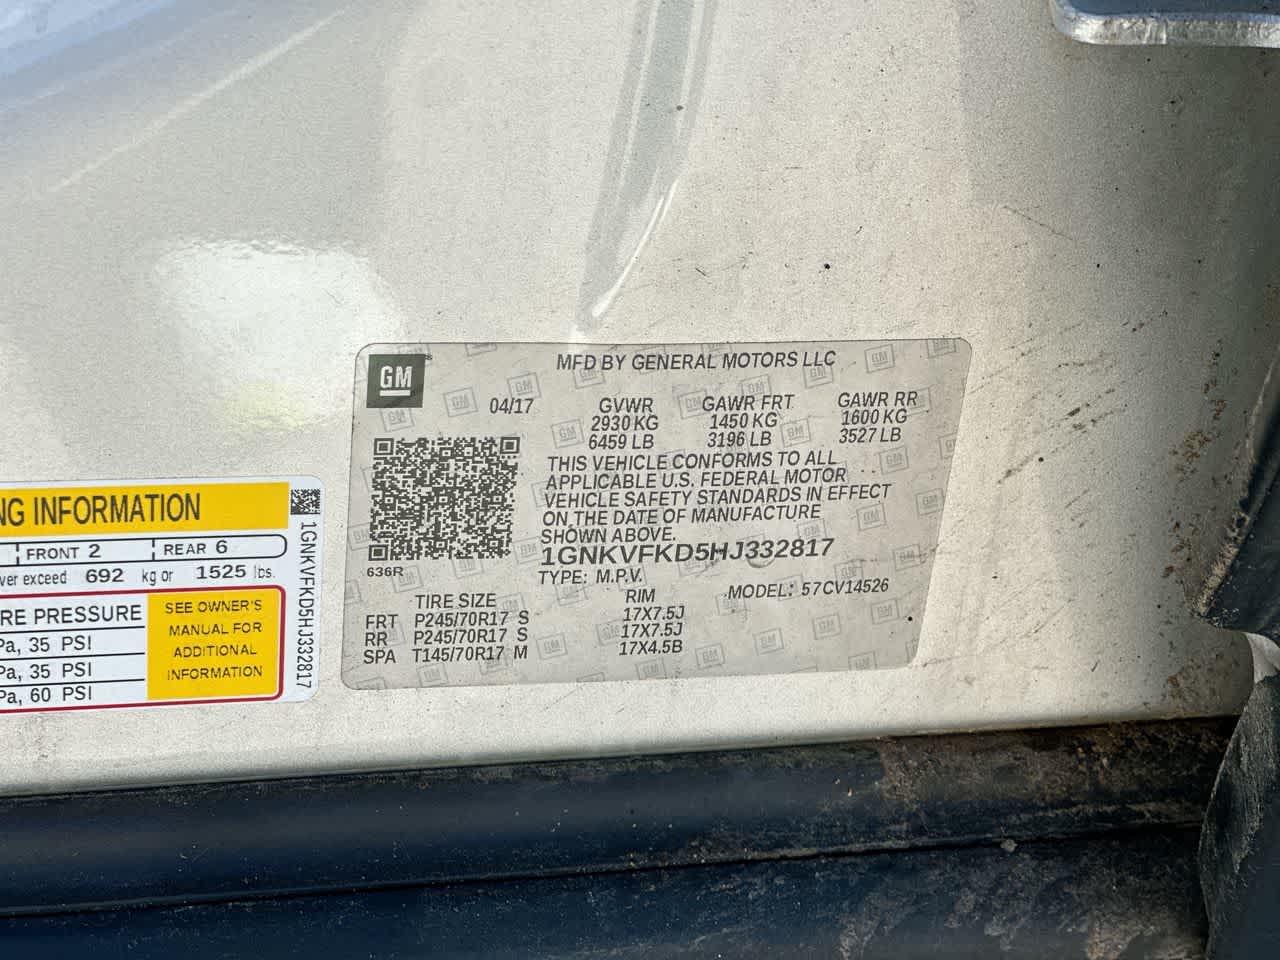 NG INFORMATION
FRONT 2 REAR 6
ver exceed 692 kg or 1525 lbs.
RE PRESSURE
Pa, 35 PSI
Pa, 35 PSI
Pa, 60 PSI
SEE OWNER'S
MANUAL FOR
ADDITIONAL
INFORMATION
1GNKVFKD5HJ332817
GM
MFD BY GENERAL MOTORS LLC
04/17
GVWR GAWR FRT GAWR RR
2930 KG 1450 KG 1600 KG
6459 LB 3196 LB 3527 LB
THIS VEHICLE CONFORMS TO ALL
APPLICABLE U.S. FEDERAL MOTOR
VEHICLE SAFETY STANDARDS IN EFFECT
ON THE DATE OF MANUFACTURE
SHOWN ABOVE.
1GNKVFKD5HJ332817
636R
TYPE: M.P.V. MODEL: 57CV14526
TIRE SIZE RIM
FRT P245/70R17 S 17X7.5J
RR P245/70R17 S 17X7.5J
SPA T145/70R17 M 17X4.5B